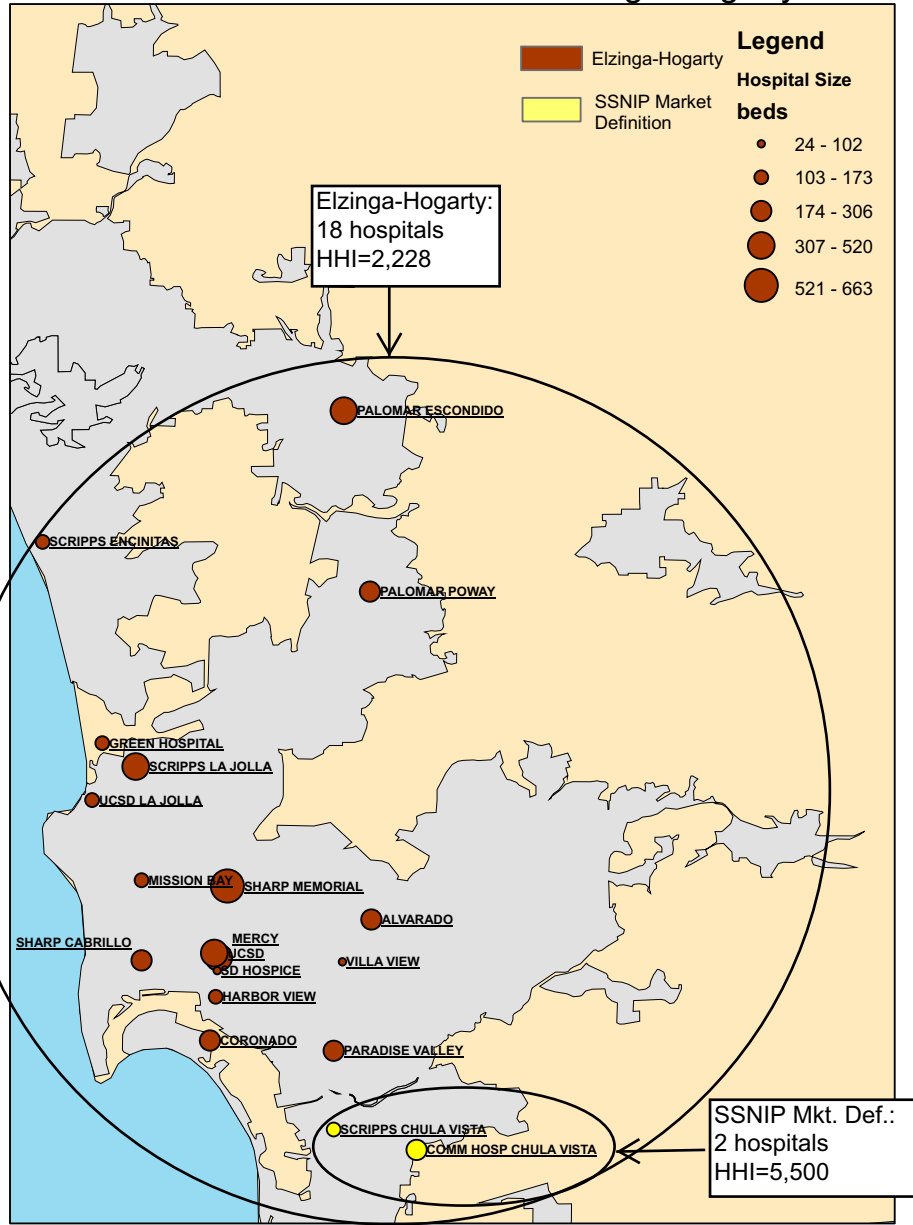 Legend
Elzinga-Hogarty
SSNIP Market
Definition
Hospital Size
beds
24 - 102
103 - 173
174 - 306
307 - 520
521 - 663
Elzinga-Hogarty:
18 hospitals
HHI=2,228
PALOMAR ESCONDIDO
SCRIPPS ENCINITAS
PALOMAR POWAY
GREEN HOSPITAL
SCRIPPS LA JOLLA
UCSD LA JOLLA
MISSION BAY
SHARP MEMORIAL
ALVARADO
MERCY
SHARP CABRILLO
UCSD
VILLA VIEW
SD HOSPICE
HARBOR VIEW
CORONADO
PARADISE VALLEY
SCRIPPS CHULA VISTA
COMM HOSP CHULA VISTA
SSNIP Mkt. Def.:
2 hospitals
HHI=5,500